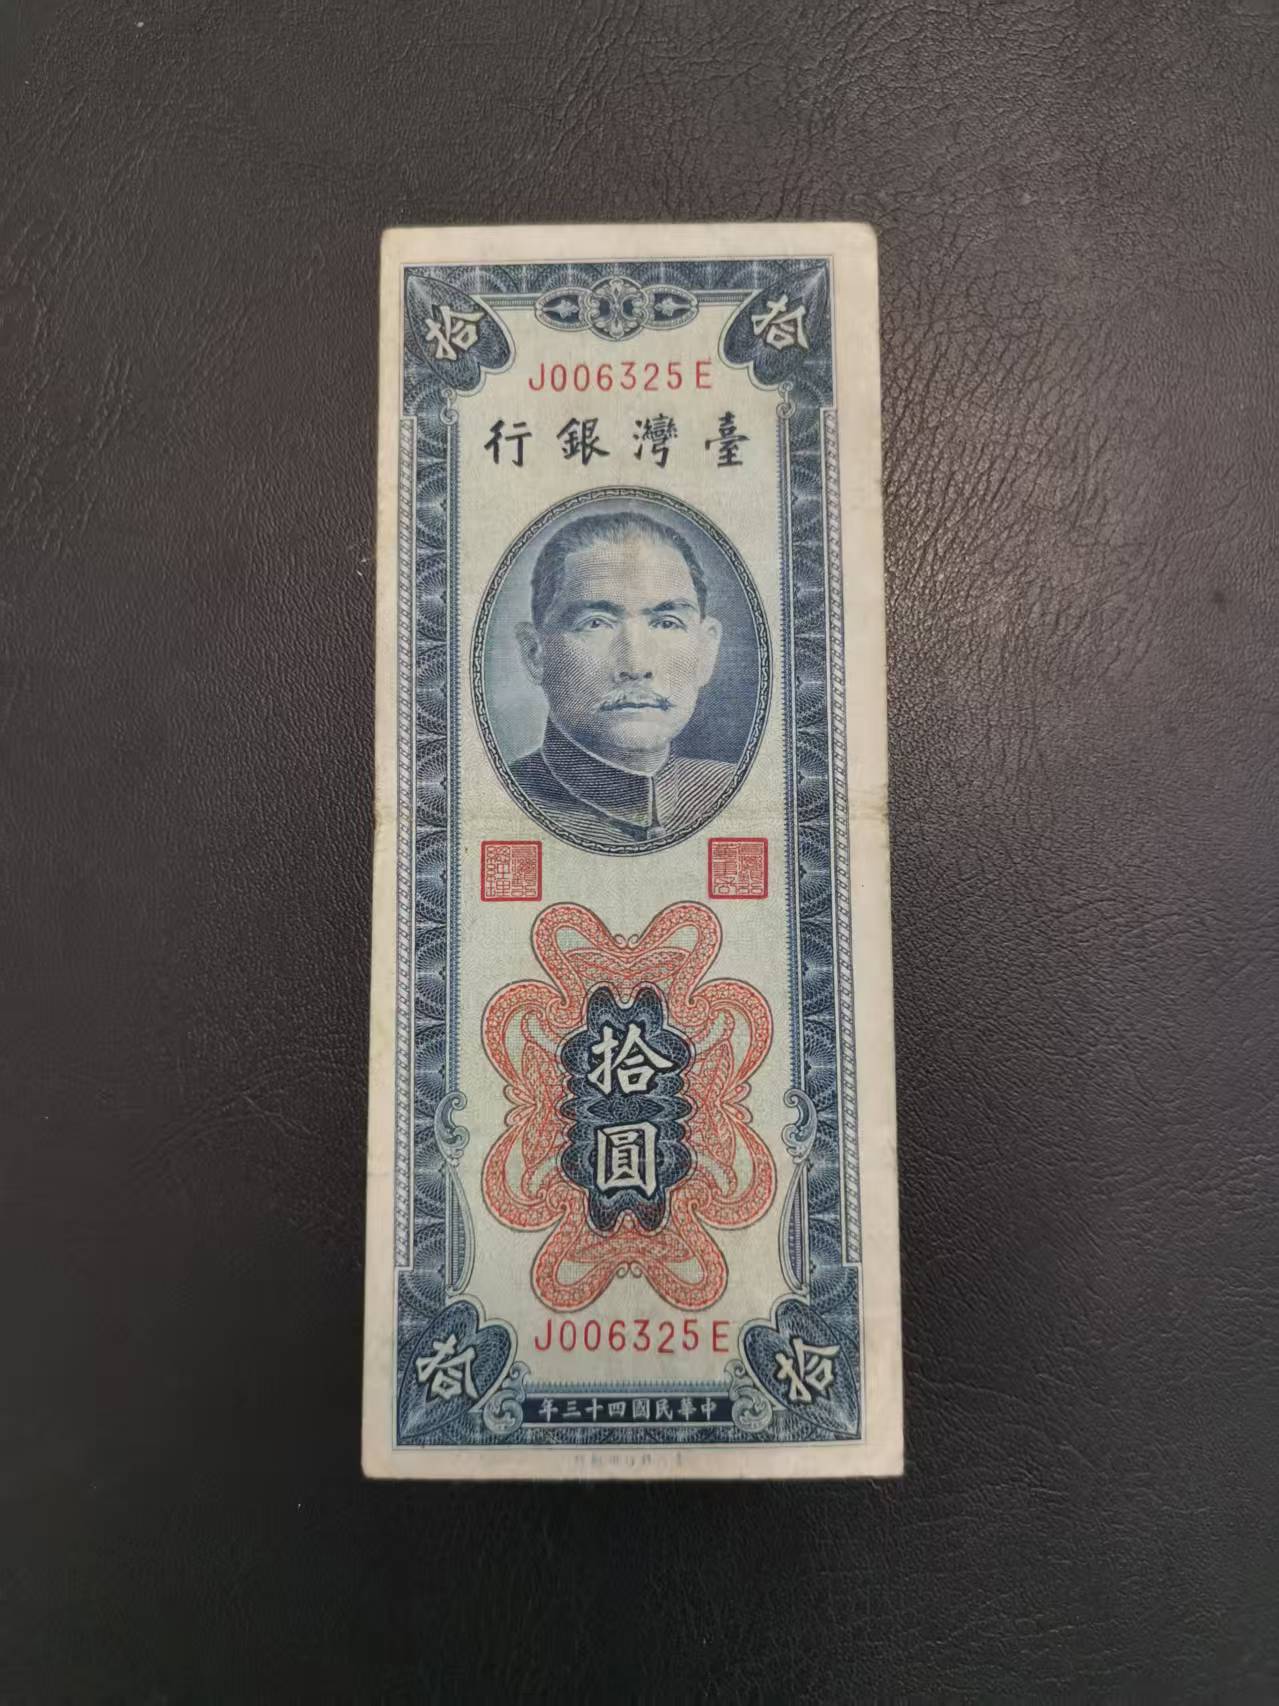 拾 拾
J006325E
臺灣銀行
拾
圓
J006325E
拾 拾
中華民國四十三年